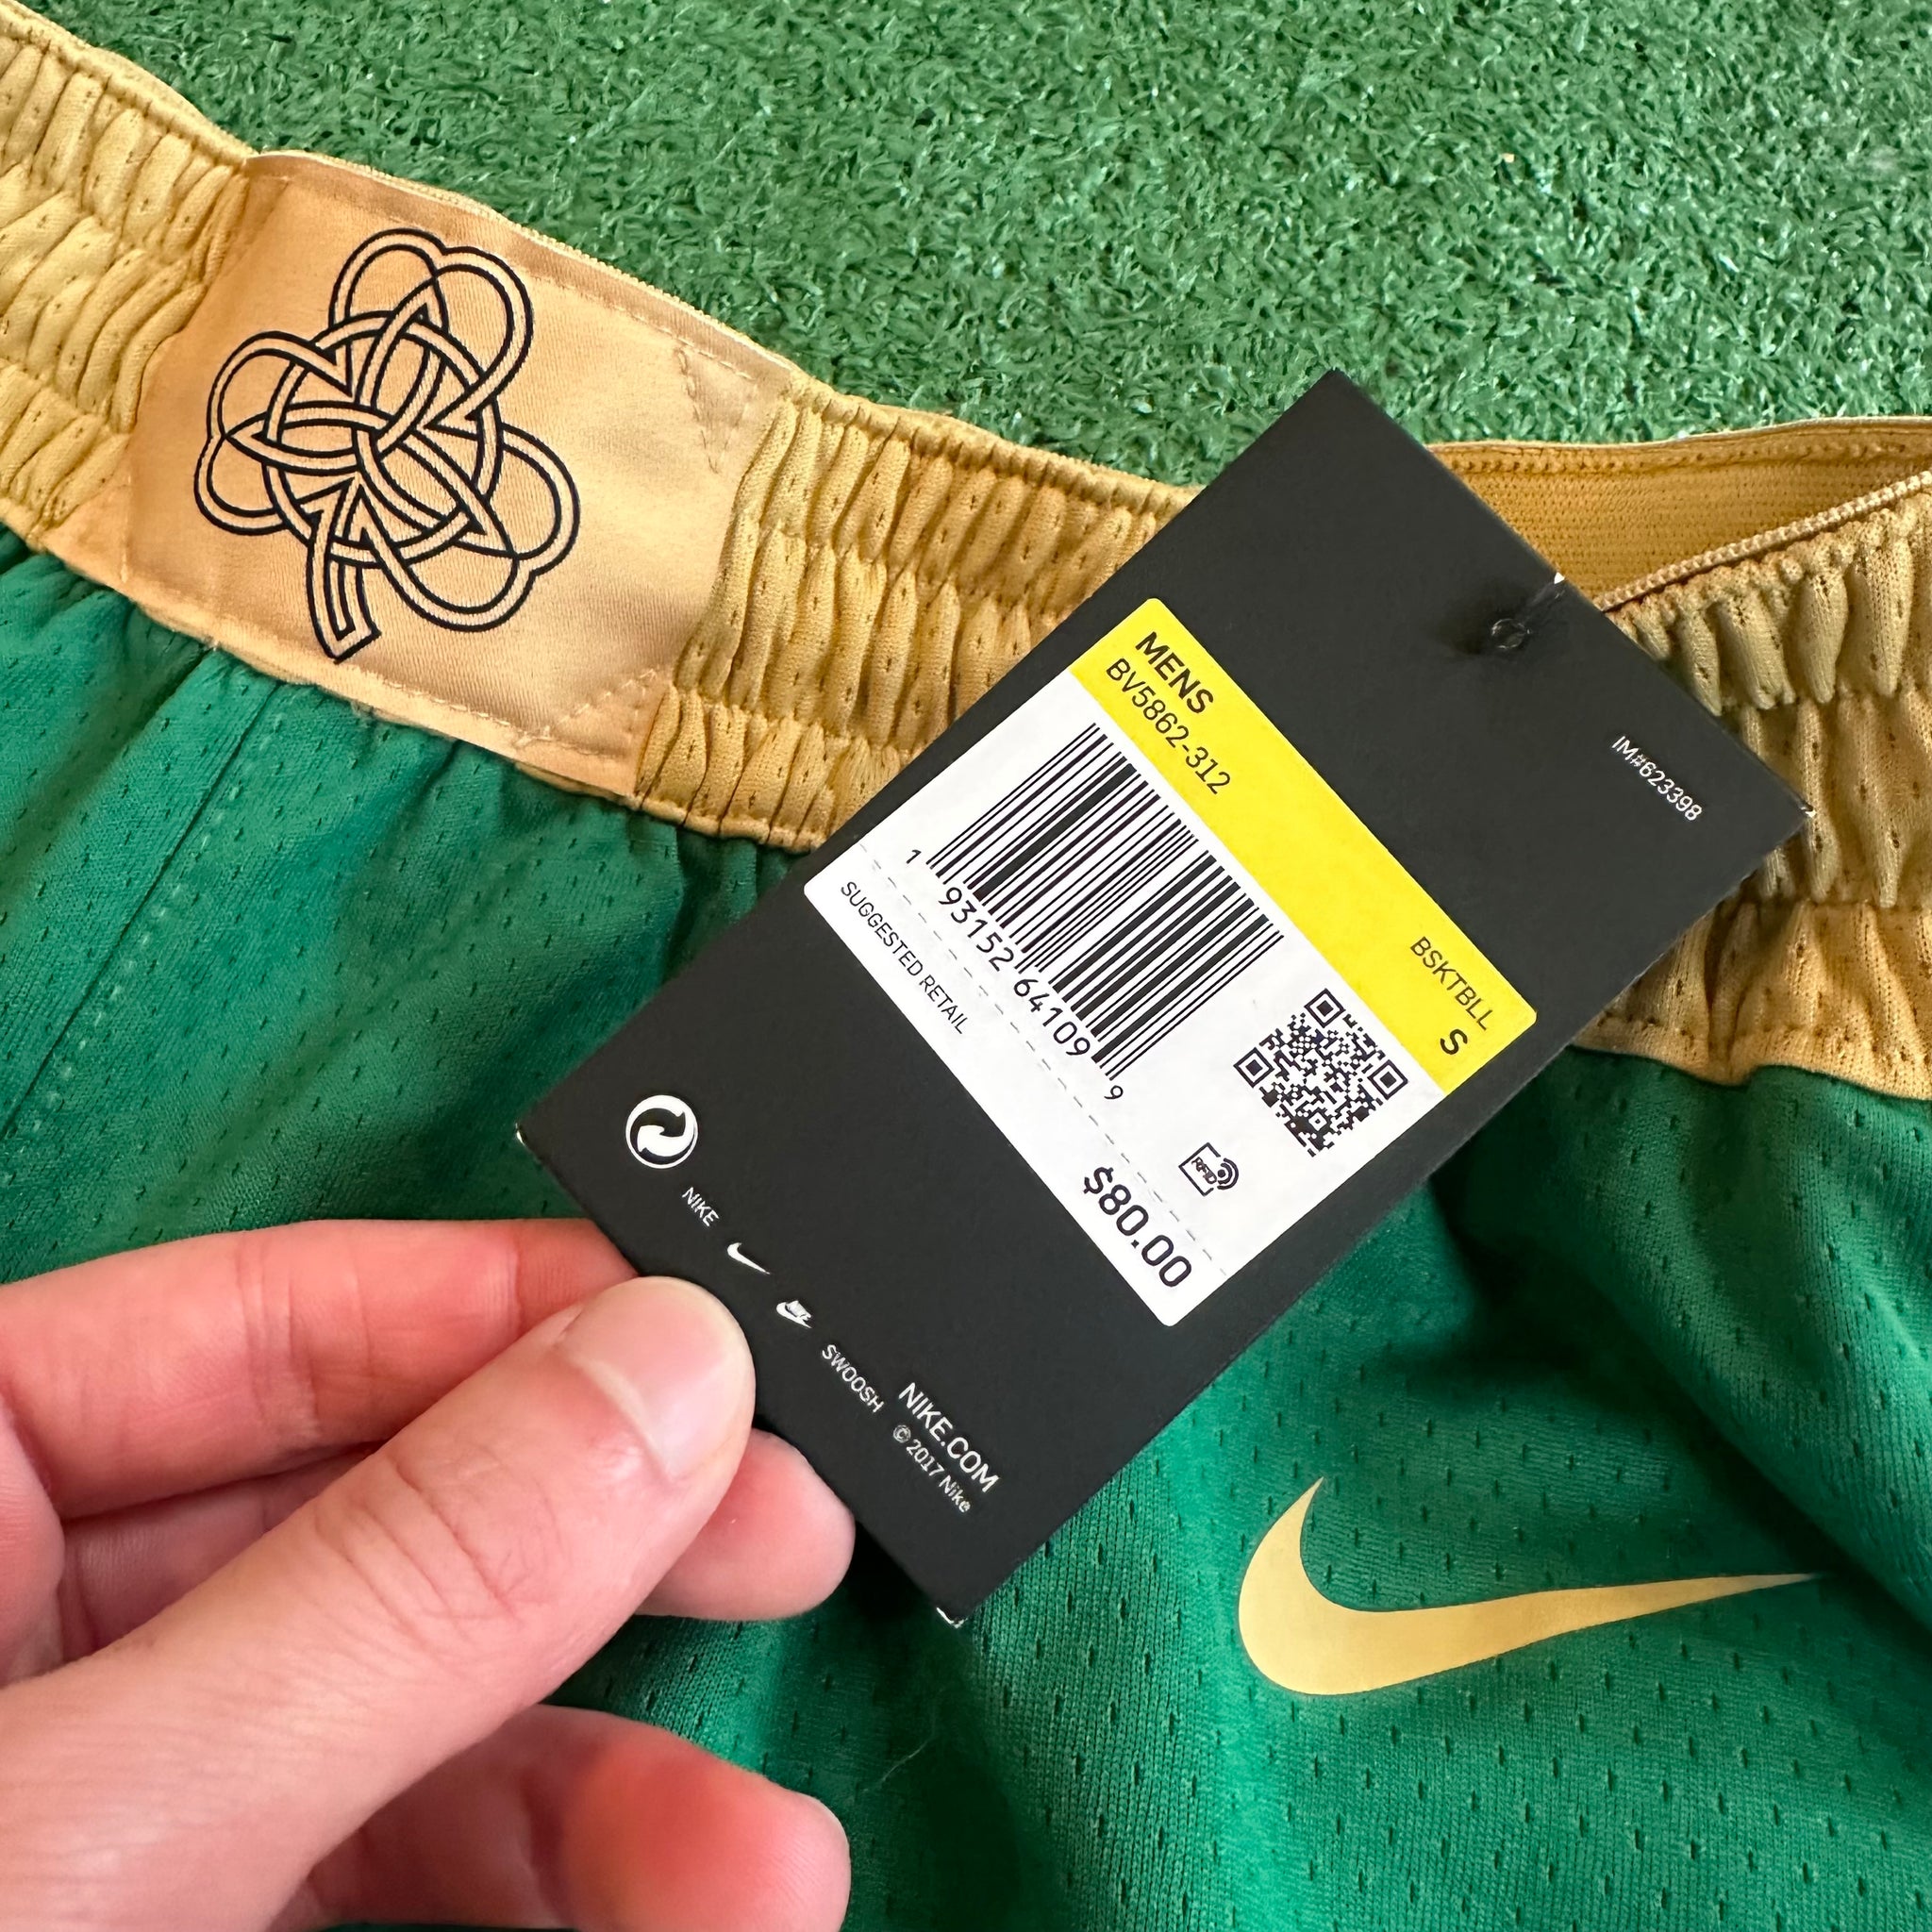 IM#623398
MENS
BV5862-312
BSKTBLL
S
1 93152 64109 9
RFID
SUGGESTED RETAIL
$80.00
NIKE
SWOOSH
NIKE.COM
© 2017 Nike